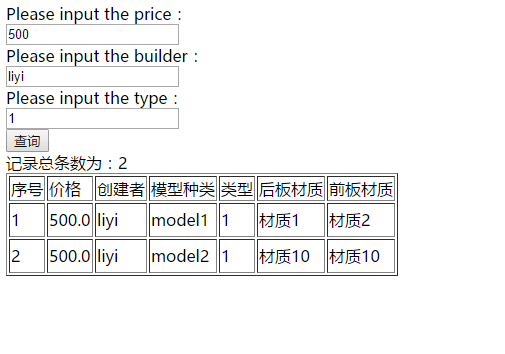 Please input the price：
500
Please input the builder：
liyi
Please input the type：
1
查询
记录总条数为：2
序号 价格 创建者 模型种类 类型 后板材质 前板材质
1 500.0 liyi model1 1 材质1 材质2
2 500.0 liyi model2 1 材质10 材质10